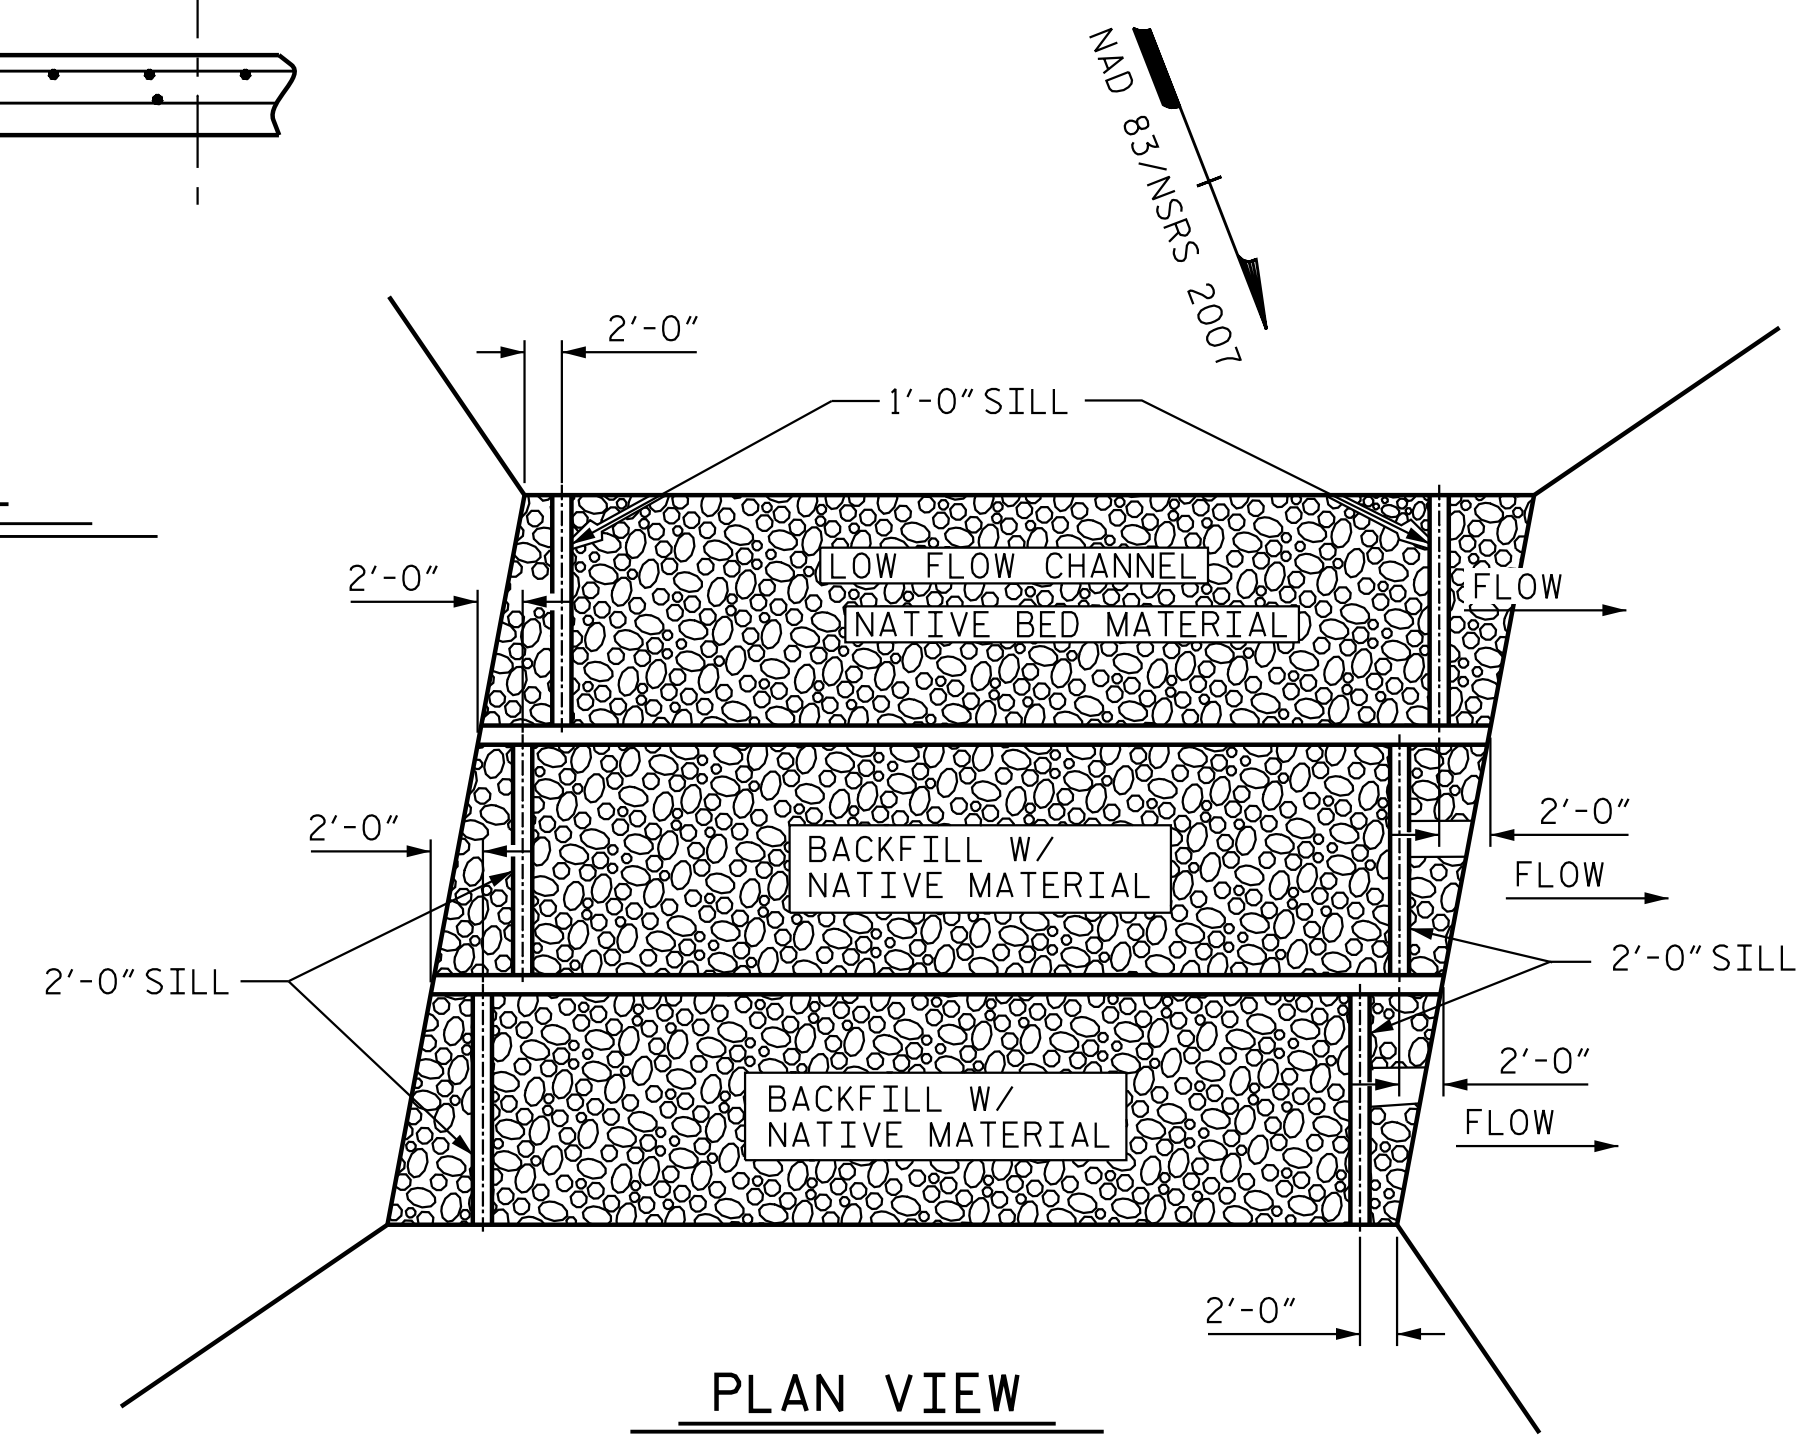 NAD 83/NSRS 2007
2'-0"
1'-0" SILL
LOW FLOW CHANNEL
2'-0"
FLOW
NATIVE BED MATERIAL
2'-0"
2'-0"
BACKFILL W/
NATIVE MATERIAL
FLOW
2'-0" SILL
2'-0" SILL
2'-0"
BACKFILL W/
NATIVE MATERIAL
FLOW
2'-0"
PLAN VIEW